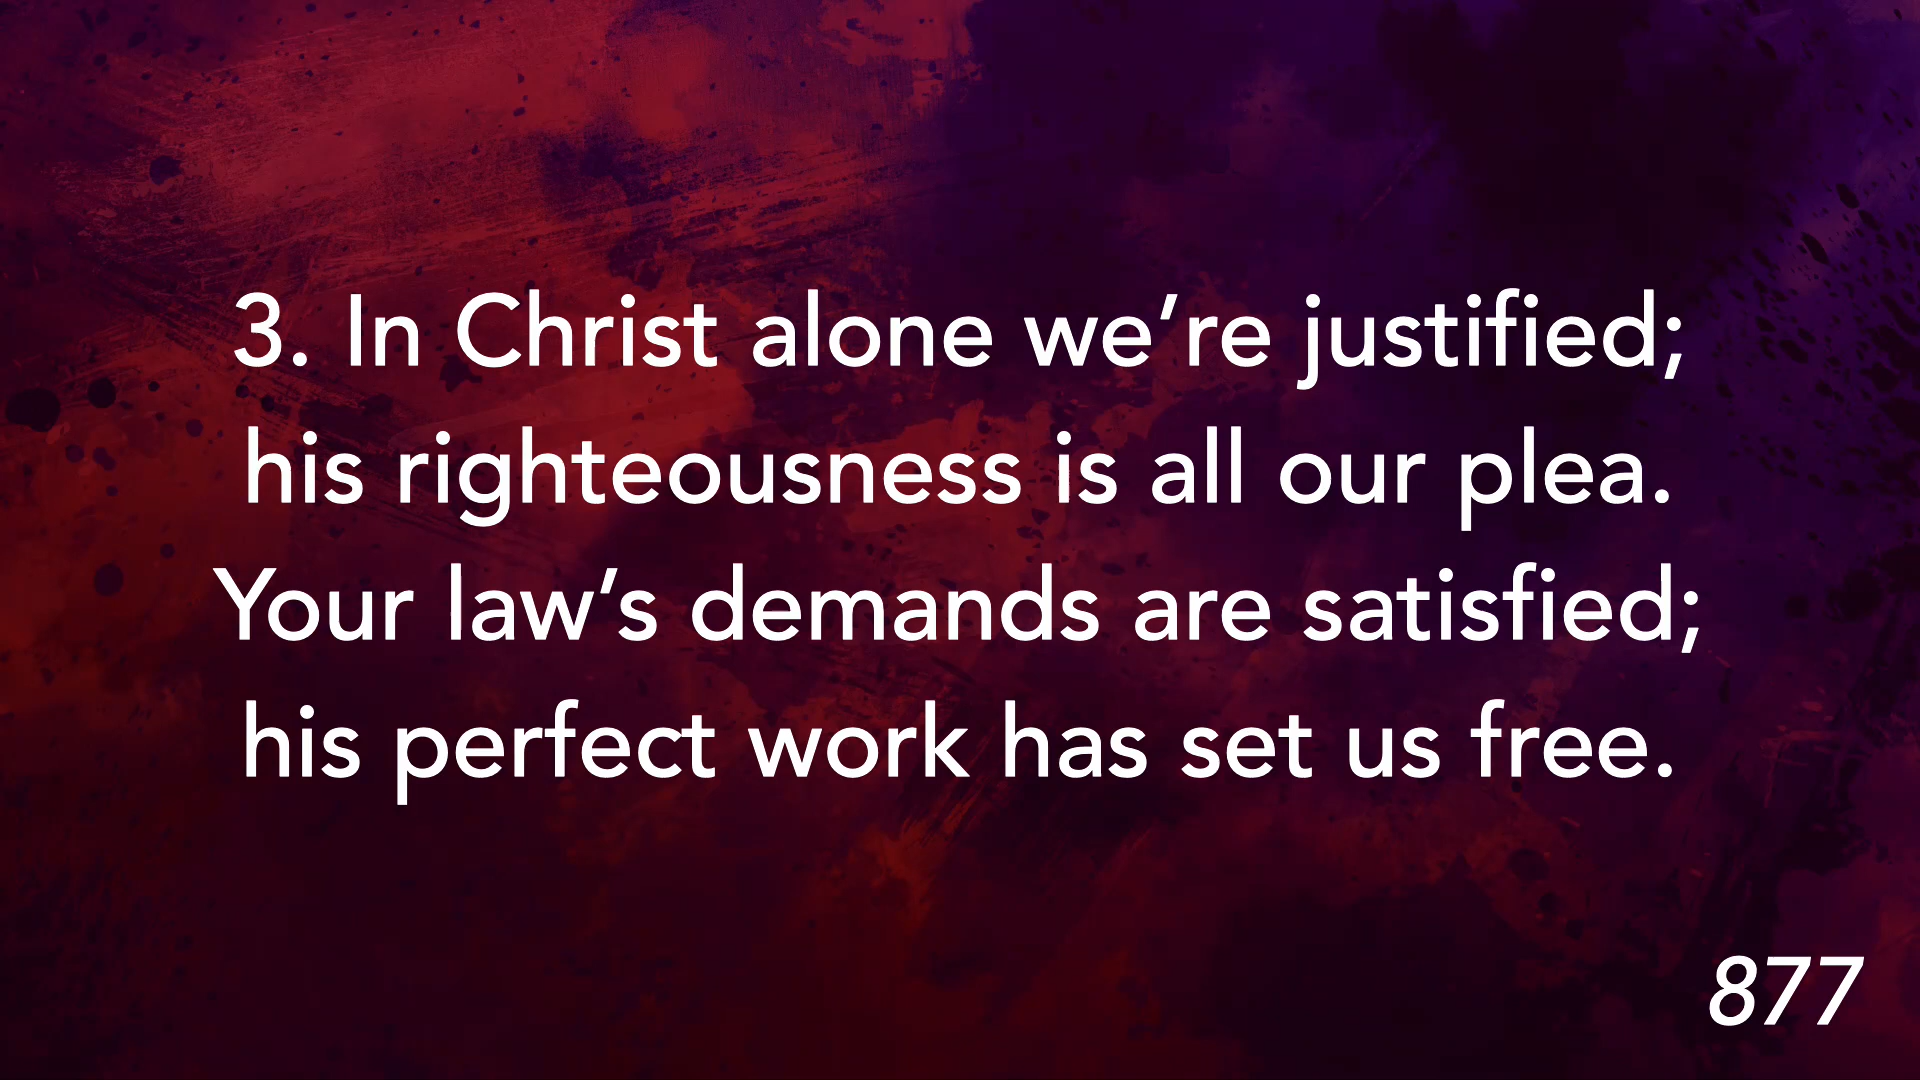 3. In Christ alone we’re justified;
his righteousness is all our plea.
Your law’s demands are satisfied;
his perfect work has set us free.
877